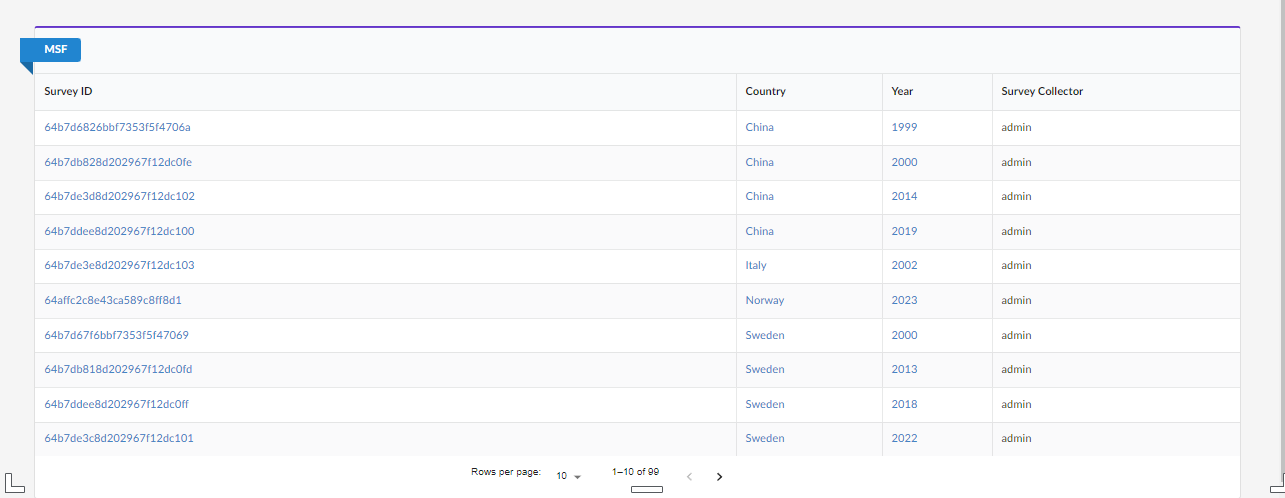 MSF
Survey ID Country Year Survey Collector
64b7d6826bbf7353f5f4706a China 1999 admin
64b7db828d202967f12dc0fe China 2000 admin
64b7de3d8d202967f12dc102 China 2014 admin
64b7ddee8d202967f12dc100 China 2019 admin
64b7de3e8d202967f12dc103 Italy 2002 admin
64affc2c8e43ca589c8ff8d1 Norway 2023 admin
64b7d67f6bbf7353f5f47069 Sweden 2000 admin
64b7db818d202967f12dc0fd Sweden 2013 admin
64b7ddee8d202967f12dc0ff Sweden 2018 admin
64b7de3c8d202967f12dc101 Sweden 2022 admin
Rows per page: 10 1–10 of 99